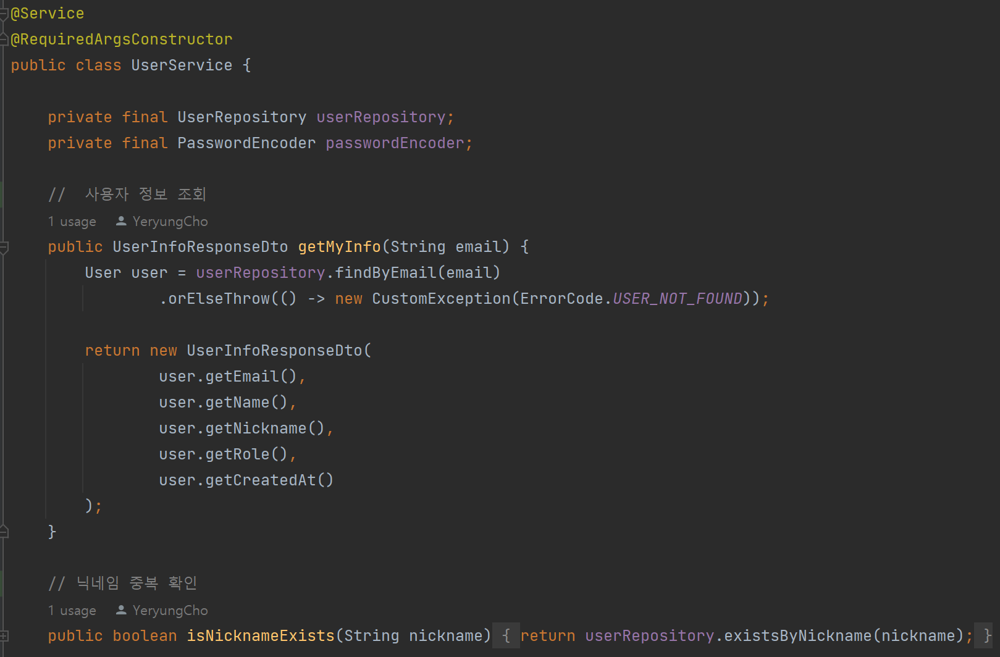 @Service
@RequiredArgsConstructor
public class UserService {
private final UserRepository userRepository;
private final PasswordEncoder passwordEncoder;
//  사용자 정보 조회
1 usage  YeryungCho
public UserInfoResponseDto getMyInfo(String email) {
User user = userRepository.findByEmail(email)
.orElseThrow(() -> new CustomException(ErrorCode.USER_NOT_FOUND));
return new UserInfoResponseDto(
user.getEmail(),
user.getName(),
user.getNickname(),
user.getRole(),
user.getCreatedAt()
);
}
// 닉네임 중복 확인
1 usage  YeryungCho
public boolean isNicknameExists(String nickname) { return userRepository.existsByNickname(nickname); }